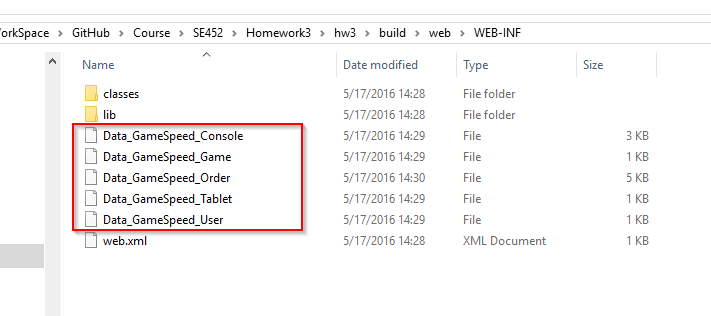 orkSpace > GitHub > Course > SE452 > Homework3 > hw3 > build > web > WEB-INF
Name Date modified Type Size
classes 5/17/2016 14:28 File folder
lib 5/17/2016 14:28 File folder
Data_GameSpeed_Console 5/17/2016 14:29 File 3 KB
Data_GameSpeed_Game 5/17/2016 14:29 File 1 KB
Data_GameSpeed_Order 5/17/2016 14:30 File 5 KB
Data_GameSpeed_Tablet 5/17/2016 14:29 File 1 KB
Data_GameSpeed_User 5/17/2016 14:29 File 1 KB
web.xml 5/17/2016 14:28 XML Document 1 KB